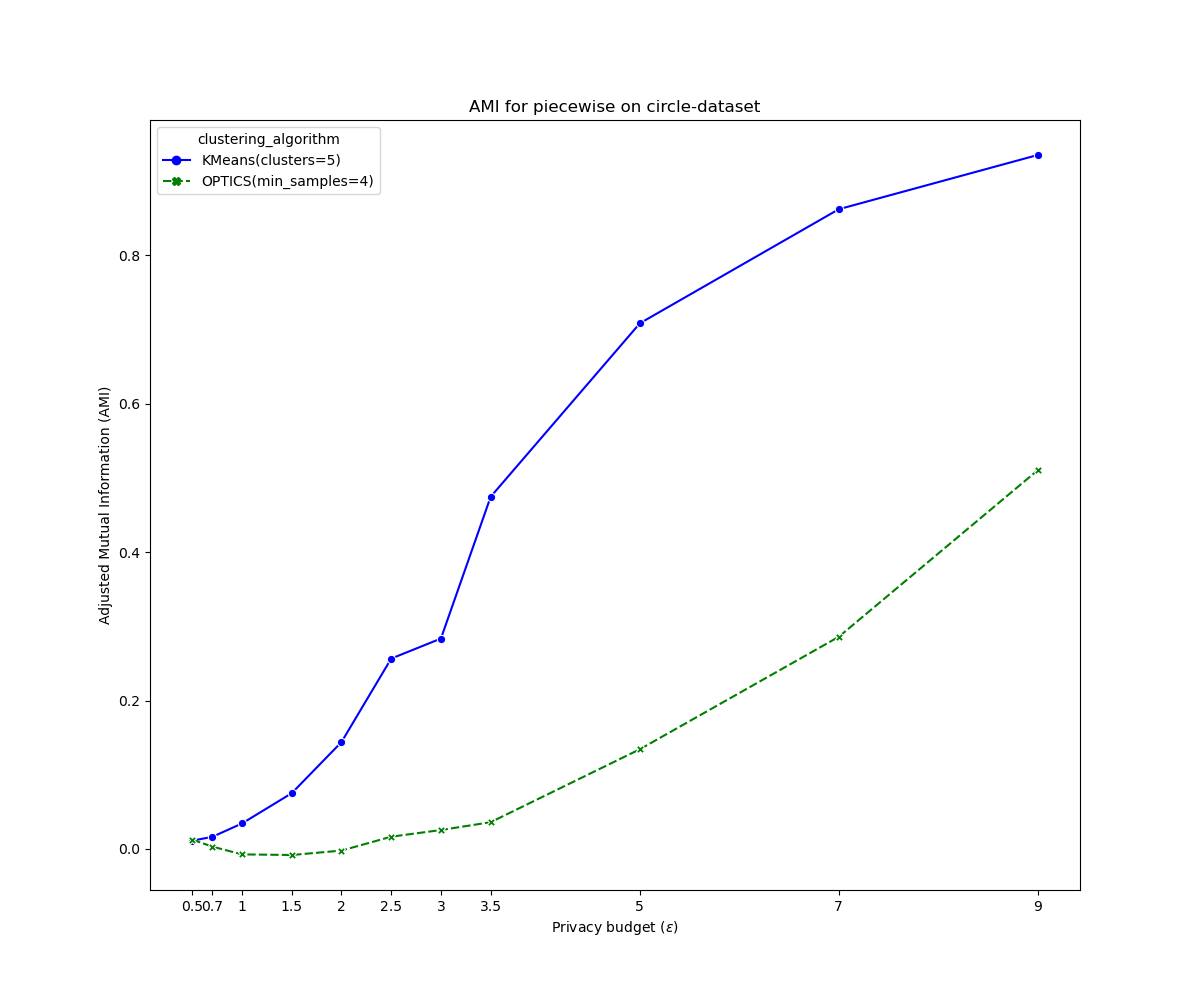 AMI for piecewise on circle-dataset
clustering_algorithm
KMeans(clusters=5)
OPTICS(min_samples=4)
Adjusted Mutual Information (AMI)
0.8
0.6
0.4
0.2
0.0
0.5 0.7 1 1.5 2 2.5 3 3.5 5 7 9
Privacy budget (ε)